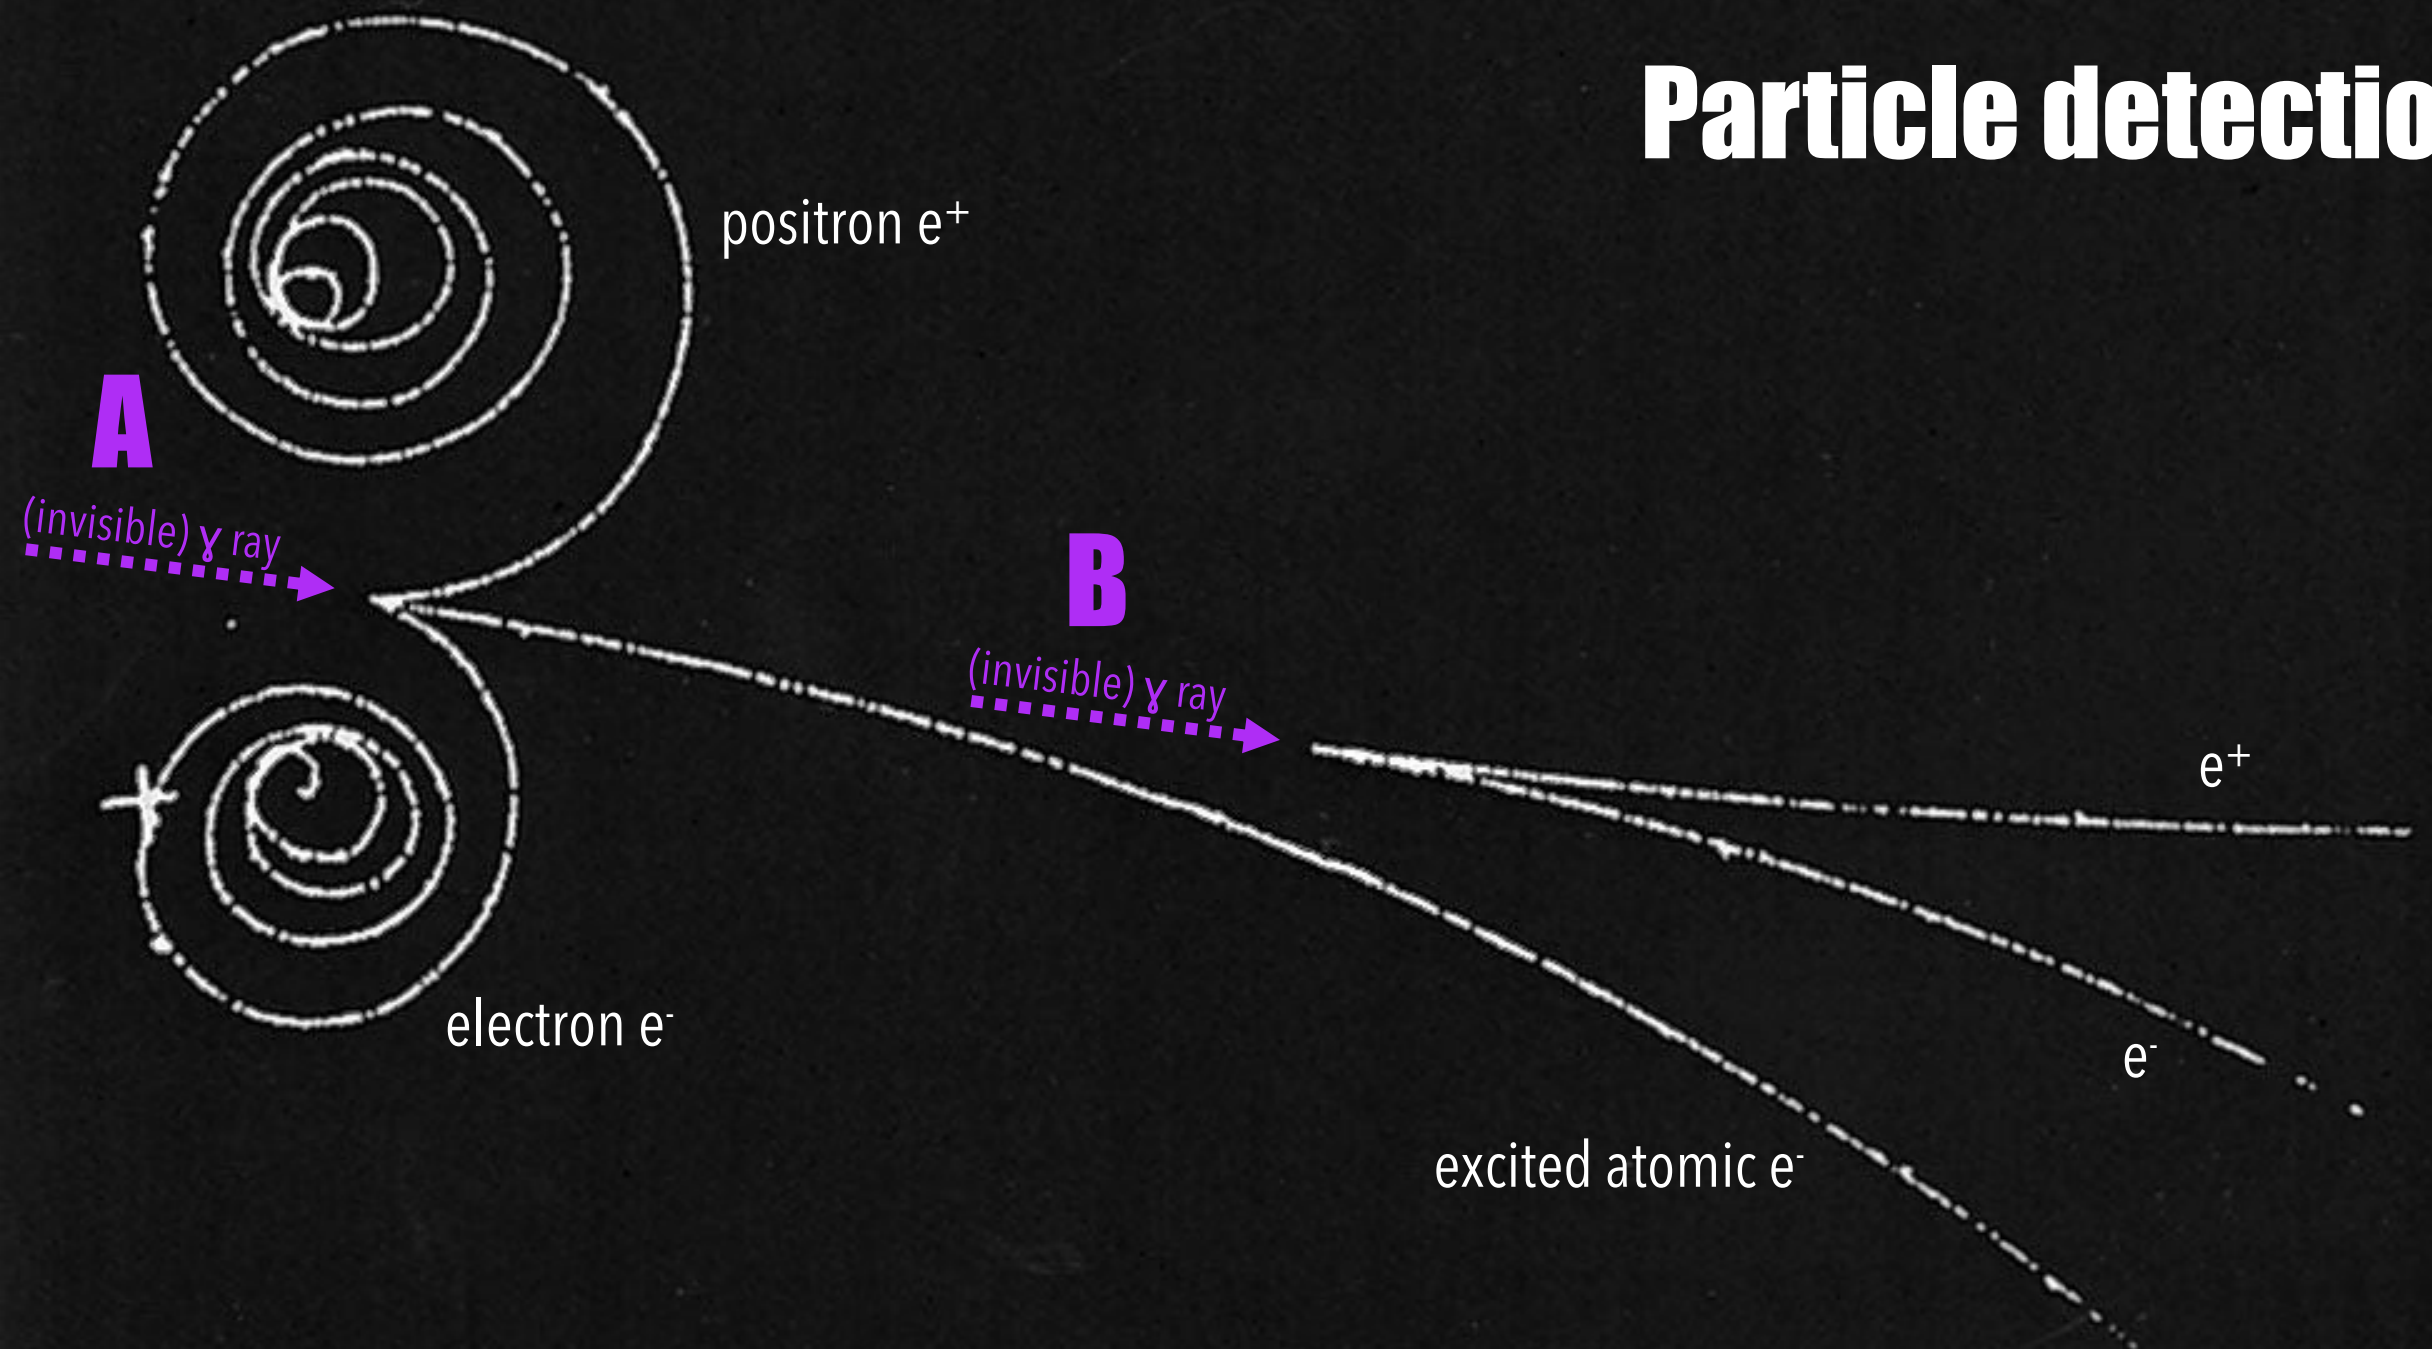 Particle detectio
positron e⁺
A
(invisible) γ ray
B
(invisible) γ ray
e⁺
electron e⁻
e⁻
excited atomic e⁻